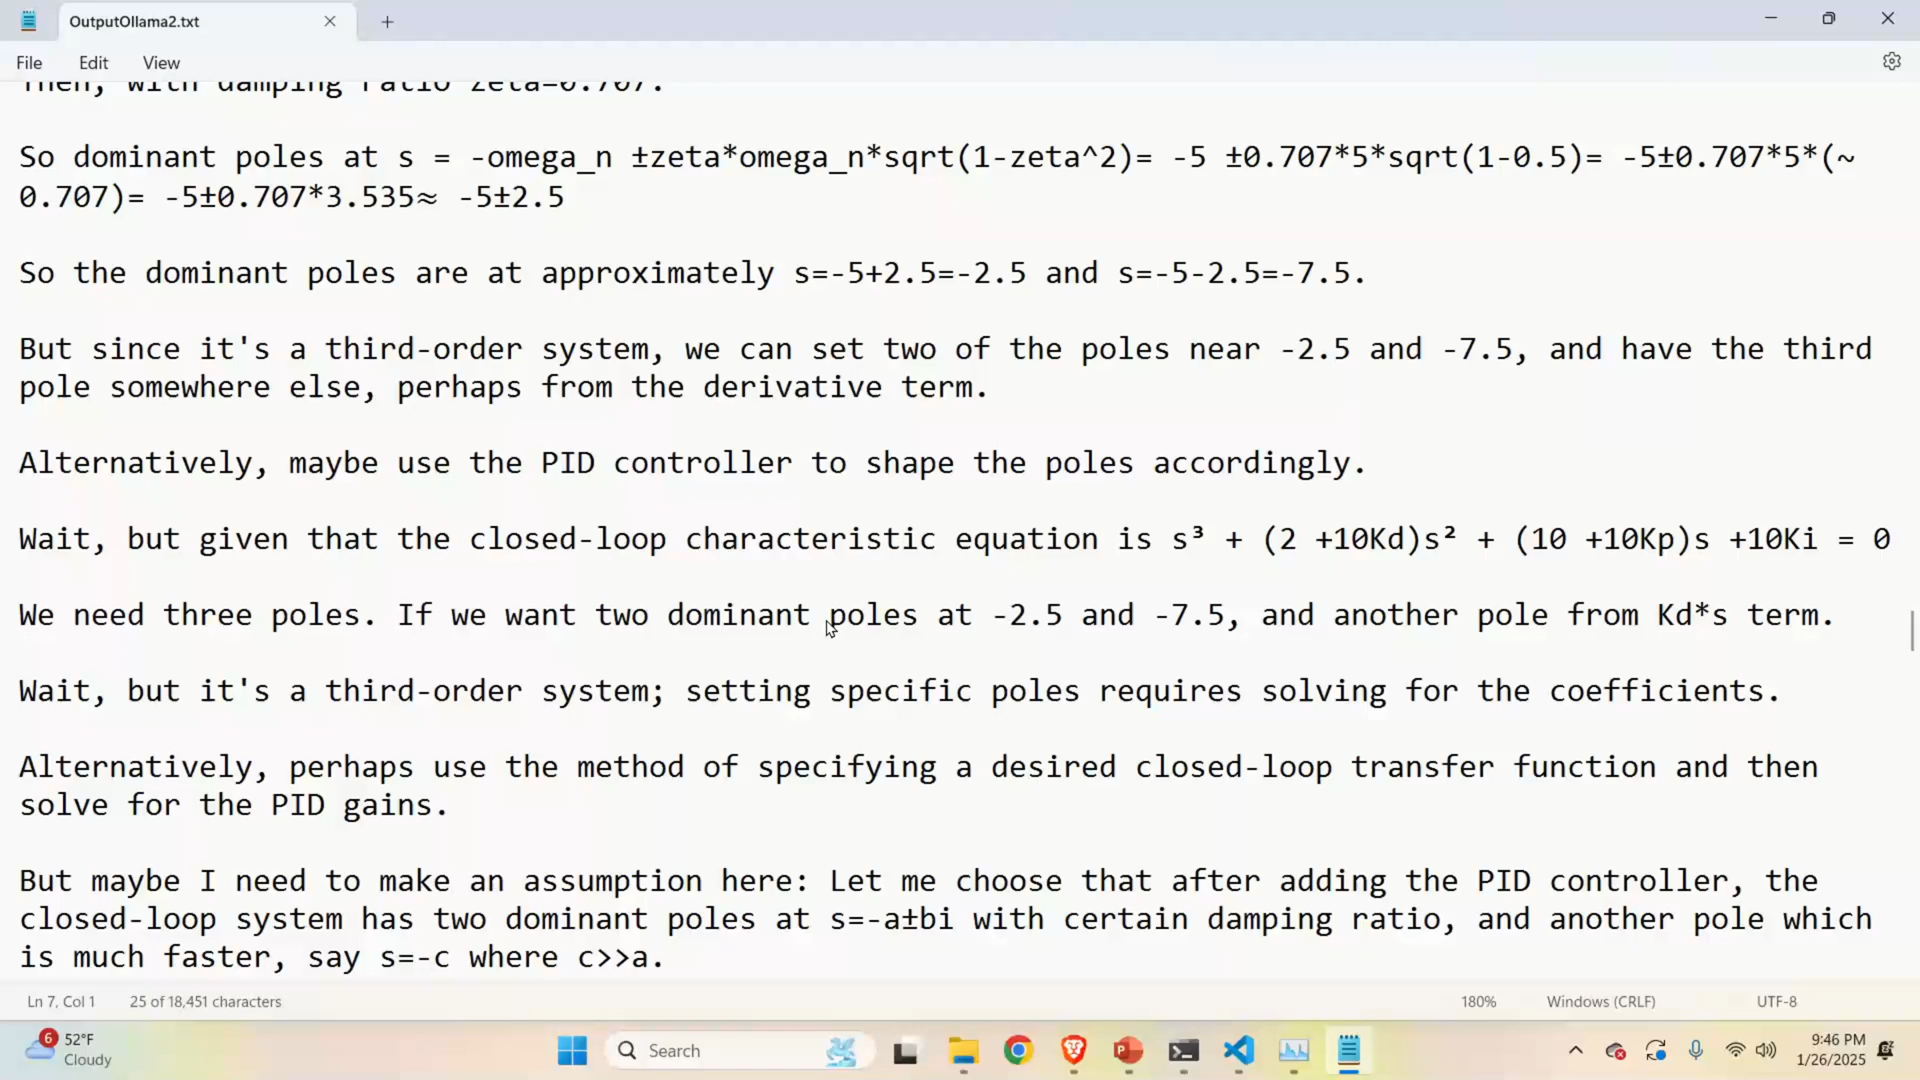 OutputOllama2.txt
File Edit View
Then, with damping ratio zeta=0.707.
So dominant poles at s = -omega_n ±zeta*omega_n*sqrt(1-zeta^2)= -5 ±0.707*5*sqrt(1-0.5)= -5±0.707*5*(~
0.707)= -5±0.707*3.535≈ -5±2.5
So the dominant poles are at approximately s=-5+2.5=-2.5 and s=-5-2.5=-7.5.
But since it's a third-order system, we can set two of the poles near -2.5 and -7.5, and have the third
pole somewhere else, perhaps from the derivative term.
Alternatively, maybe use the PID controller to shape the poles accordingly.
Wait, but given that the closed-loop characteristic equation is s³ + (2 +10Kd)s² + (10 +10Kp)s +10Ki = 0
We need three poles. If we want two dominant poles at -2.5 and -7.5, and another pole from Kd*s term.
Wait, but it's a third-order system; setting specific poles requires solving for the coefficients.
Alternatively, perhaps use the method of specifying a desired closed-loop transfer function and then
solve for the PID gains.
But maybe I need to make an assumption here: Let me choose that after adding the PID controller, the
closed-loop system has two dominant poles at s=-a±bi with certain damping ratio, and another pole which
is much faster, say s=-c where c>>a.
Ln 7, Col 1 25 of 18,451 characters 180% Windows (CRLF) UTF-8
6 52°F Search 9:46 PM
Cloudy 1/26/2025